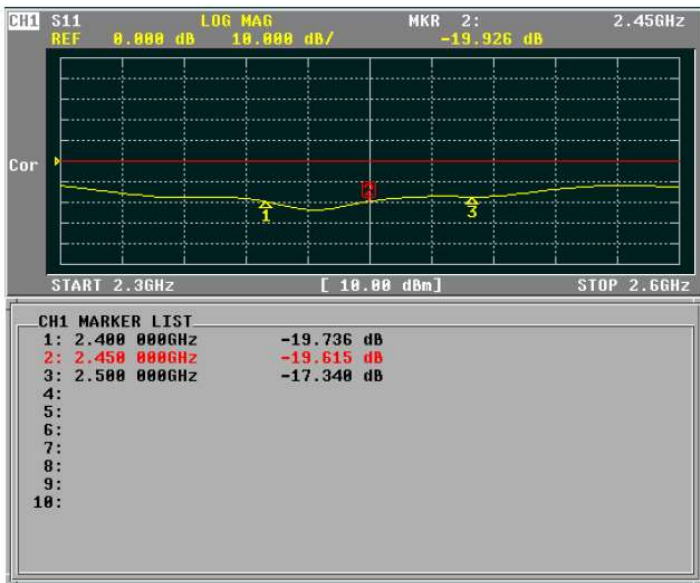 CH1 S11 LOG MAG MKR 2: 2.45GHz
REF 0.000 dB 10.000 dB/ -19.926 dB
Cor
2
1
3
START 2.3GHz [ 10.00 dBm] STOP 2.6GHz
CH1 MARKER LIST
1: 2.400 000GHz -19.736 dB
2: 2.450 000GHz -19.615 dB
3: 2.500 000GHz -17.340 dB
4:
5:
6:
7:
8:
9:
10: